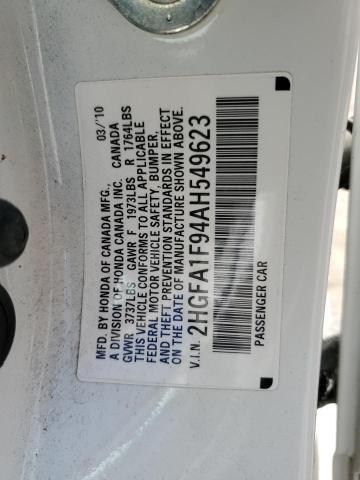 MFD. BY HONDA OF CANADA MFG., 03/'10
A DIVISION OF HONDA CANADA INC. CANADA
GVWR 3737LBS GAWR F 1973LBS R 1764LBS
THIS VEHICLE CONFORMS TO ALL APPLICABLE
FEDERAL MOTOR VEHICLE SAFETY, BUMPER,
AND THEFT PREVENTION STANDARDS IN EFFECT
ON THE DATE OF MANUFACTURE SHOWN ABOVE.
V.I.N. 2HGFA1F94AH549623
PASSENGER CAR